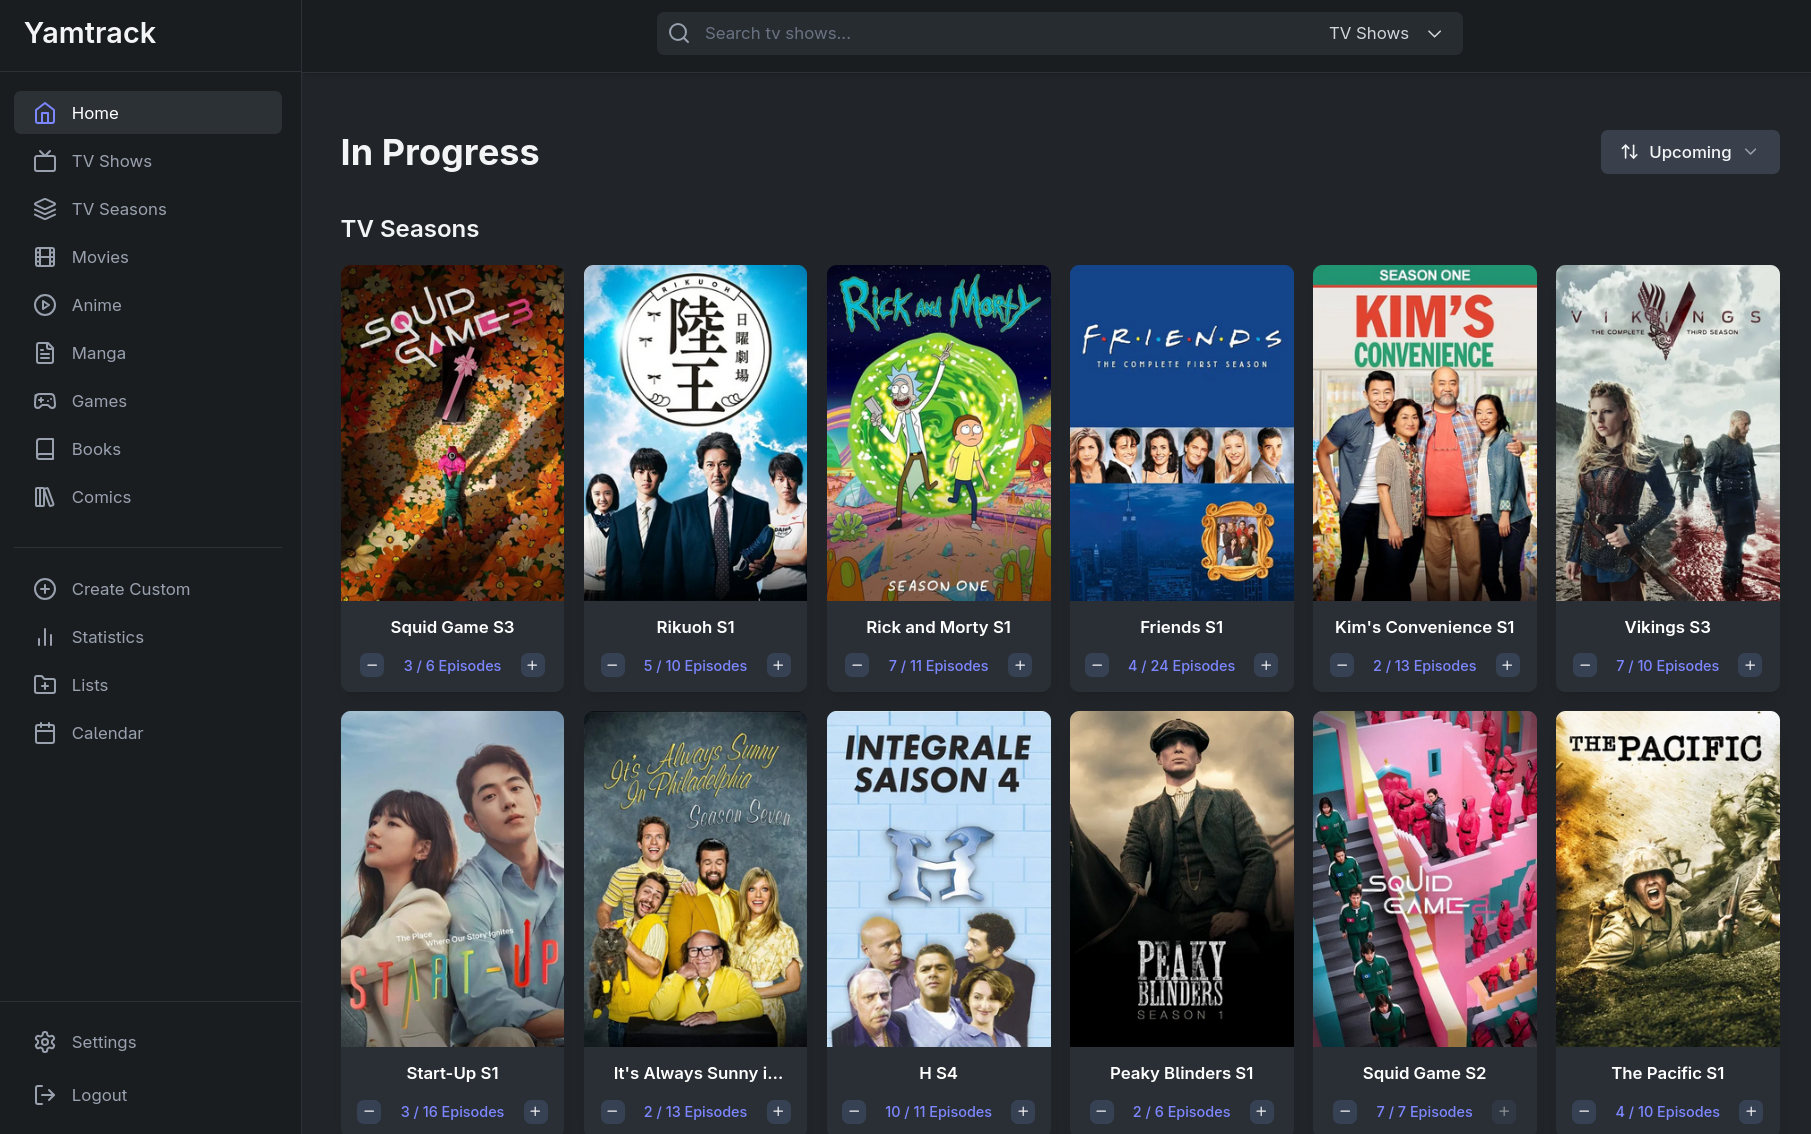 Yamtrack
Search tv shows...
TV Shows
Home
TV Shows
TV Seasons
Movies
Anime
Manga
Games
Books
Comics
Create Custom
Statistics
Lists
Calendar
Settings
Logout
In Progress
Upcoming
TV Seasons
SQUID
GAME 3
RIKUOH
陸王
日曜劇場
Rick and Morty
SEASON ONE
F·R·I·E·N·D·S
THE COMPLETE FIRST SEASON
SEASON ONE
KIM'S
CONVENIENCE
VIKINGS
THE COMPLETE THIRD SEASON
Squid Game S3
Rikuoh S1
Rick and Morty S1
Friends S1
Kim's Convenience S1
Vikings S3
− 3 / 6 Episodes +
− 5 / 10 Episodes +
− 7 / 11 Episodes +
− 4 / 24 Episodes +
− 2 / 13 Episodes +
− 7 / 10 Episodes +
The Place
Where Our Story Ignites
START-UP
It's Always Sunny
In Philadelphia
Season Seven
INTÉGRALE
SAISON 4
H
PEAKY
BLINDERS
SEASON 1
SQUID
GAME 2
THE PACIFIC
Start-Up S1
It's Always Sunny i...
H S4
Peaky Blinders S1
Squid Game S2
The Pacific S1
− 3 / 16 Episodes +
− 2 / 13 Episodes +
− 10 / 11 Episodes +
− 2 / 6 Episodes +
− 7 / 7 Episodes +
− 4 / 10 Episodes +